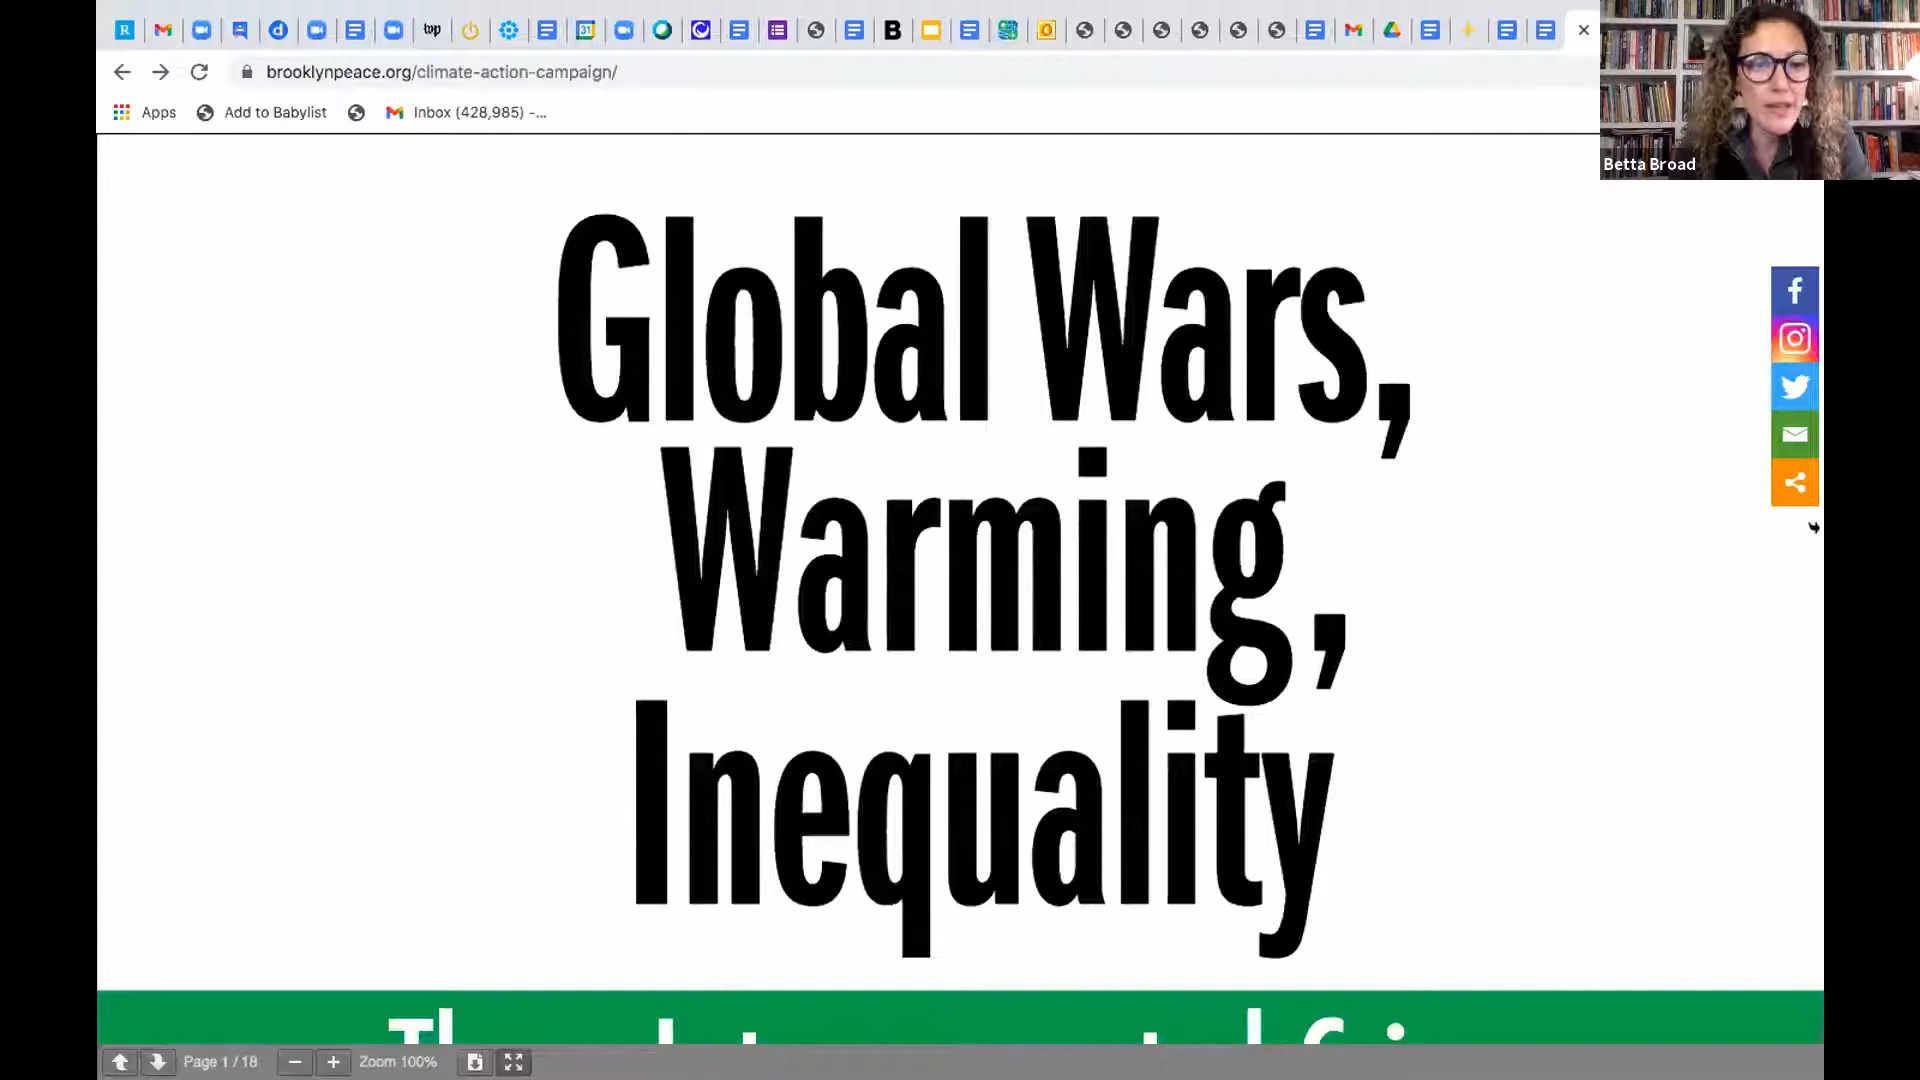 brooklynpeace.org/climate-action-campaign/
Apps Add to Babylist Inbox (428,985) -...
Betta Broad
Global Wars,
Warming,
Inequality
Page 1 / 18 Zoom 100%